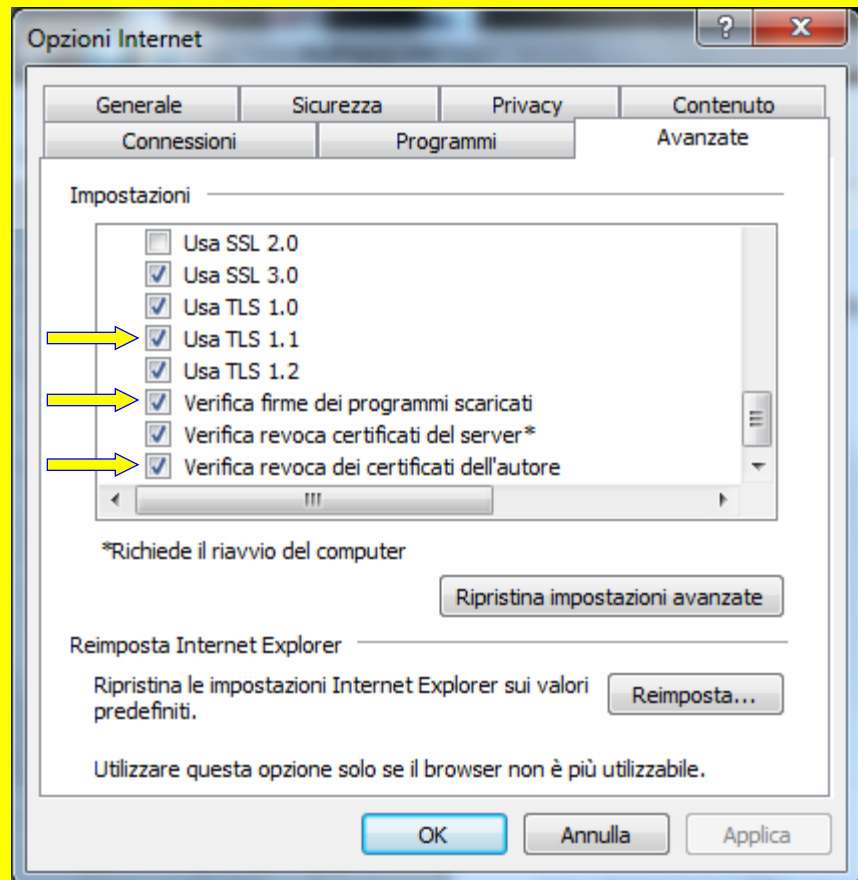 Opzioni Internet
Generale
Sicurezza
Privacy
Contenuto
Connessioni
Programmi
Avanzate
Impostazioni
Usa SSL 2.0
Usa SSL 3.0
Usa TLS 1.0
Usa TLS 1.1
Usa TLS 1.2
Verifica firme dei programmi scaricati
Verifica revoca certificati del server*
Verifica revoca dei certificati dell'autore
*Richiede il riavvio del computer
Ripristina impostazioni avanzate
Reimposta Internet Explorer
Ripristina le impostazioni Internet Explorer sui valori
predefiniti.
Reimposta...
Utilizzare questa opzione solo se il browser non è più utilizzabile.
OK
Annulla
Applica